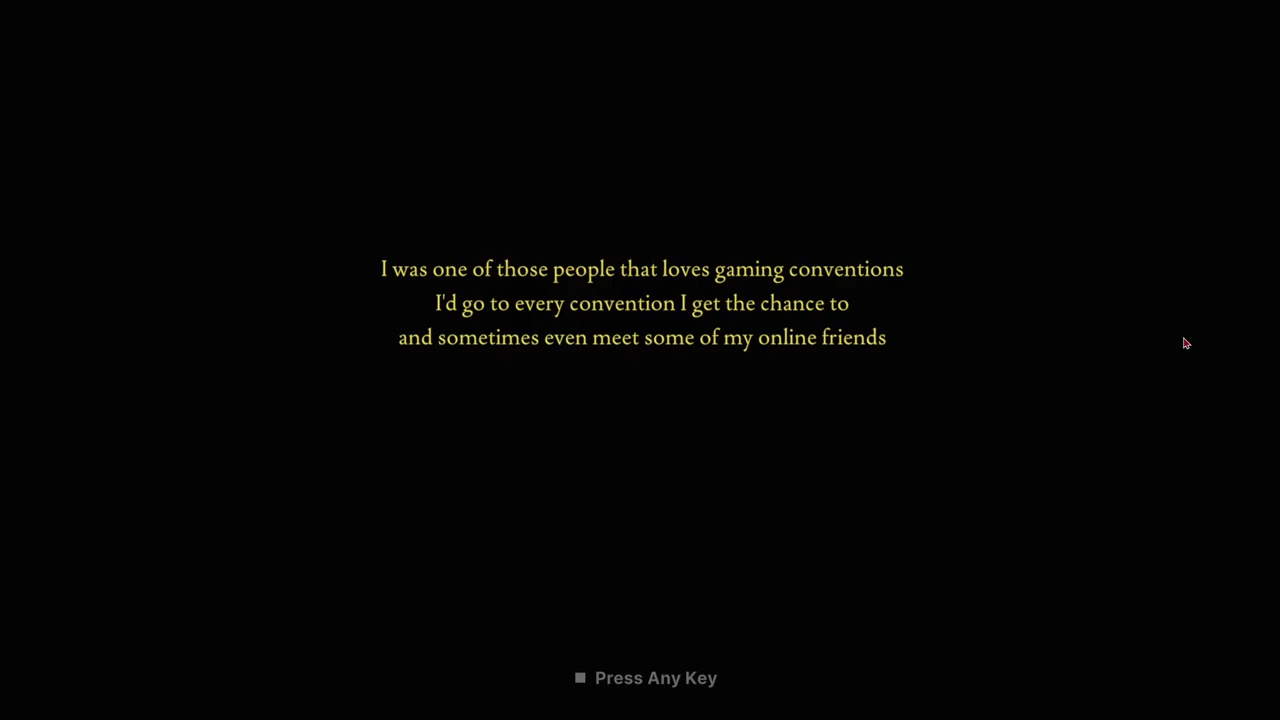 I was one of those people that loves gaming conventions
I'd go to every convention I get the chance to
and sometimes even meet some of my online friends
Press Any Key